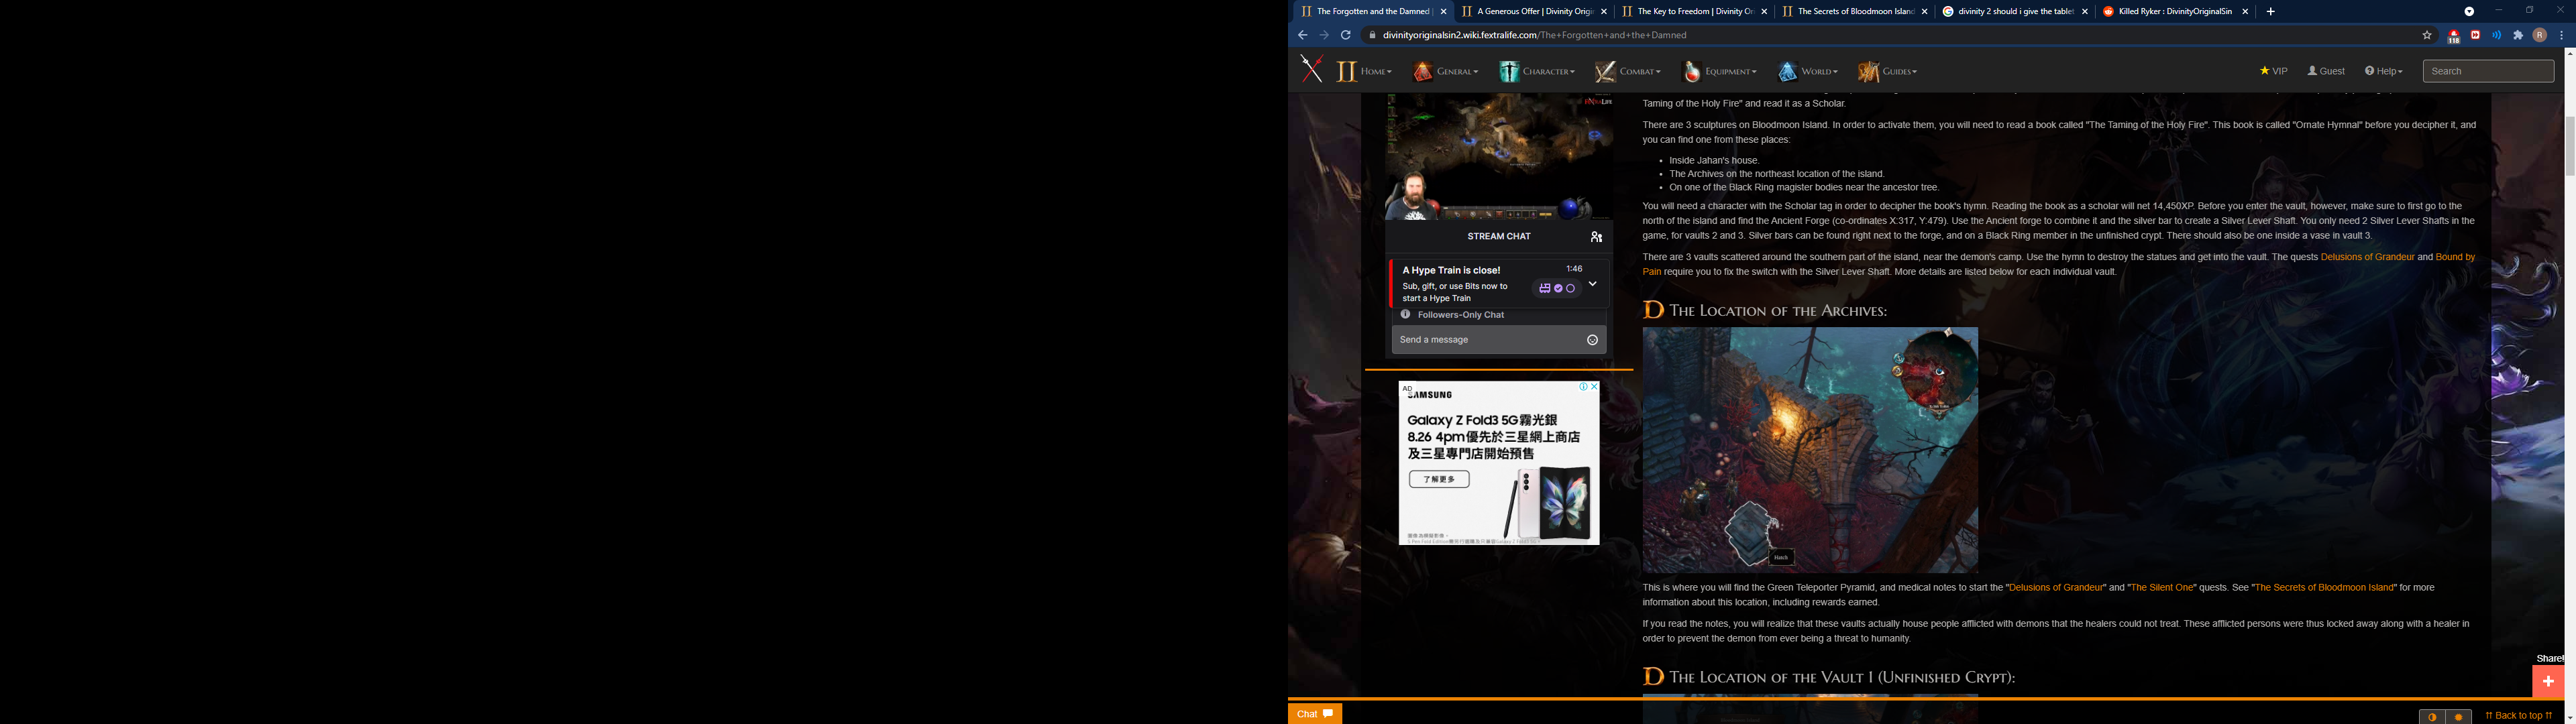 The Forgotten and the Damned |
A Generous Offer | Divinity Origi
The Key to Freedom | Divinity Ori
The Secrets of Bloodmoon Island
divinity 2 should i give the tablet
Killed Ryker : DivinityOriginalSin
divinityoriginalsin2.wiki.fextralife.com/The+Forgotten+and+the+Damned
118
R
Home
General
Character
Combat
Equipment
World
Guides
VIP
Guest
Help
Search
STREAM CHAT
A Hype Train is close!
1:46
Sub, gift, or use Bits now to
start a Hype Train
Followers-Only Chat
Send a message
AD
SAMSUNG
Galaxy Z Fold3 5G霧光銀
8.26 4pm優先於三星網上商店
及三星專門店開始預售
了解更多
Taming of the Holy Fire" and read it as a Scholar.
There are 3 sculptures on Bloodmoon Island. In order to activate them, you will need to read a book called "The Taming of the Holy Fire". This book is called "Ornate Hymnal" before you decipher it, and
you can find one from these places:
• Inside Jahan's house.
• The Archives on the northeast location of the island.
• On one of the Black Ring magister bodies near the ancestor tree.
You will need a character with the Scholar tag in order to decipher the book's hymn. Reading the book as a scholar will net 14,450XP. Before you enter the vault, however, make sure to first go to the
north of the island and find the Ancient Forge (co-ordinates X:317, Y:479). Use the Ancient forge to combine it and the silver bar to create a Silver Lever Shaft. You only need 2 Silver Lever Shafts in the
game, for vaults 2 and 3. Silver bars can be found right next to the forge, and on a Black Ring member in the unfinished crypt. There should also be one inside a vase in vault 3.
There are 3 vaults scattered around the southern part of the island, near the demon's camp. Use the hymn to destroy the statues and get into the vault. The quests Delusions of Grandeur and Bound by
Pain require you to fix the switch with the Silver Lever Shaft. More details are listed below for each individual vault.
The Location of the Archives:
Hatch
This is where you will find the Green Teleporter Pyramid, and medical notes to start the "Delusions of Grandeur" and "The Silent One" quests. See "The Secrets of Bloodmoon Island" for more
information about this location, including rewards earned.
If you read the notes, you will realize that these vaults actually house people afflicted with demons that the healers could not treat. These afflicted persons were thus locked away along with a healer in
order to prevent the demon from ever being a threat to humanity.
The Location of the Vault 1 (Unfinished Crypt):
Share!
Chat
Back to top